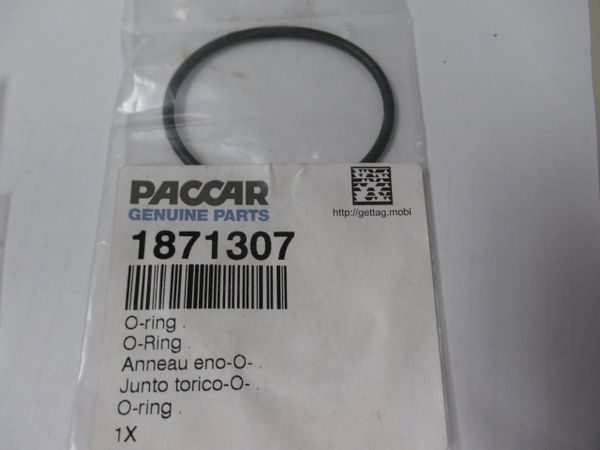 PACCAR
GENUINE PARTS
http://gettag.mobi
1871307
O-ring .
O-Ring .
Anneau eno-O- .
Junto torico-O- .
O-ring .
1X